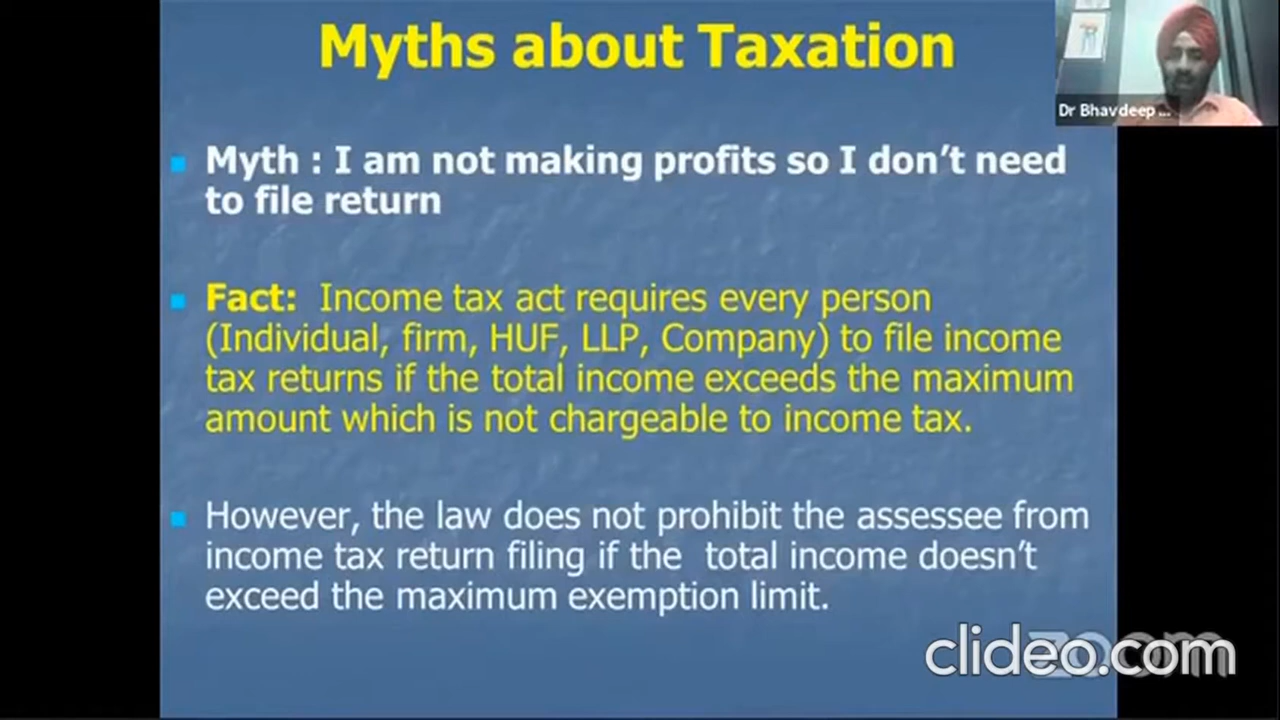 Myths about Taxation
Dr Bhavdeep ...
Myth : I am not making profits so I don't need
to file return
Fact: Income tax act requires every person
(Individual, firm, HUF, LLP, Company) to file income
tax returns if the total income exceeds the maximum
amount which is not chargeable to income tax.
However, the law does not prohibit the assessee from
income tax return filing if the total income doesn't
exceed the maximum exemption limit.
zoom
clideo.com